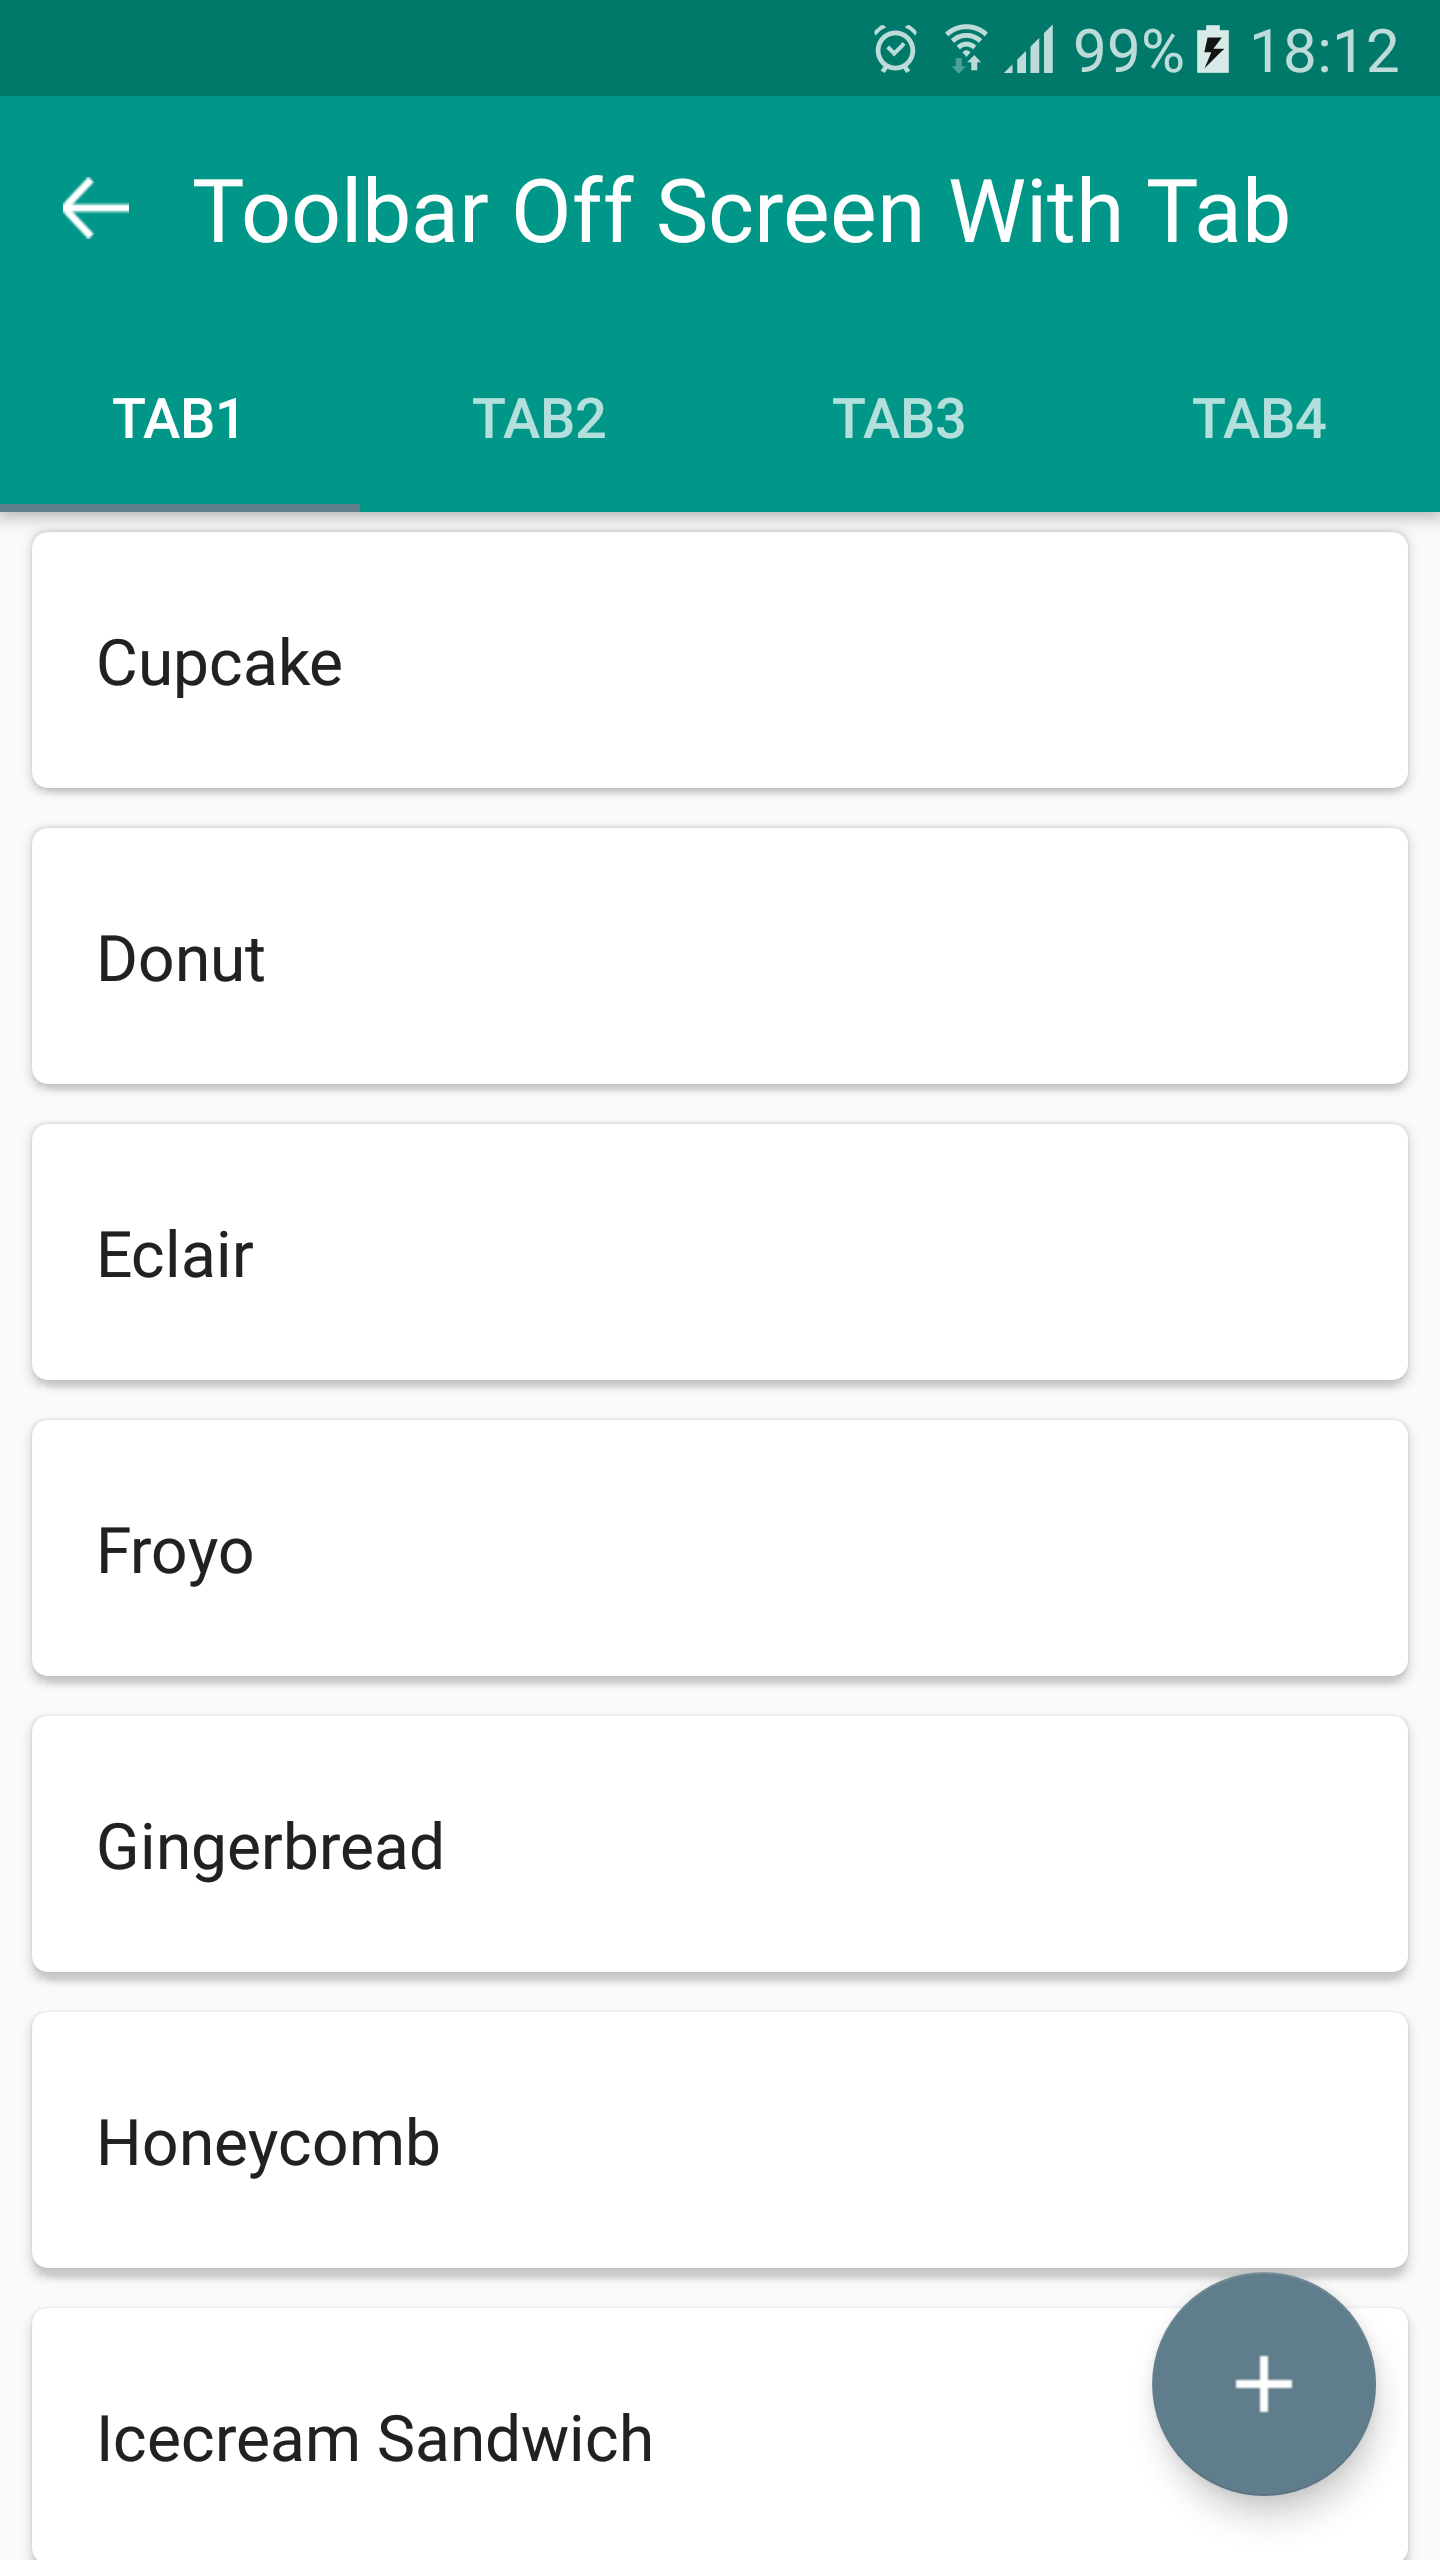 99% 18:12
Toolbar Off Screen With Tab
TAB1 TAB2 TAB3 TAB4
Cupcake
Donut
Eclair
Froyo
Gingerbread
Honeycomb
Icecream Sandwich